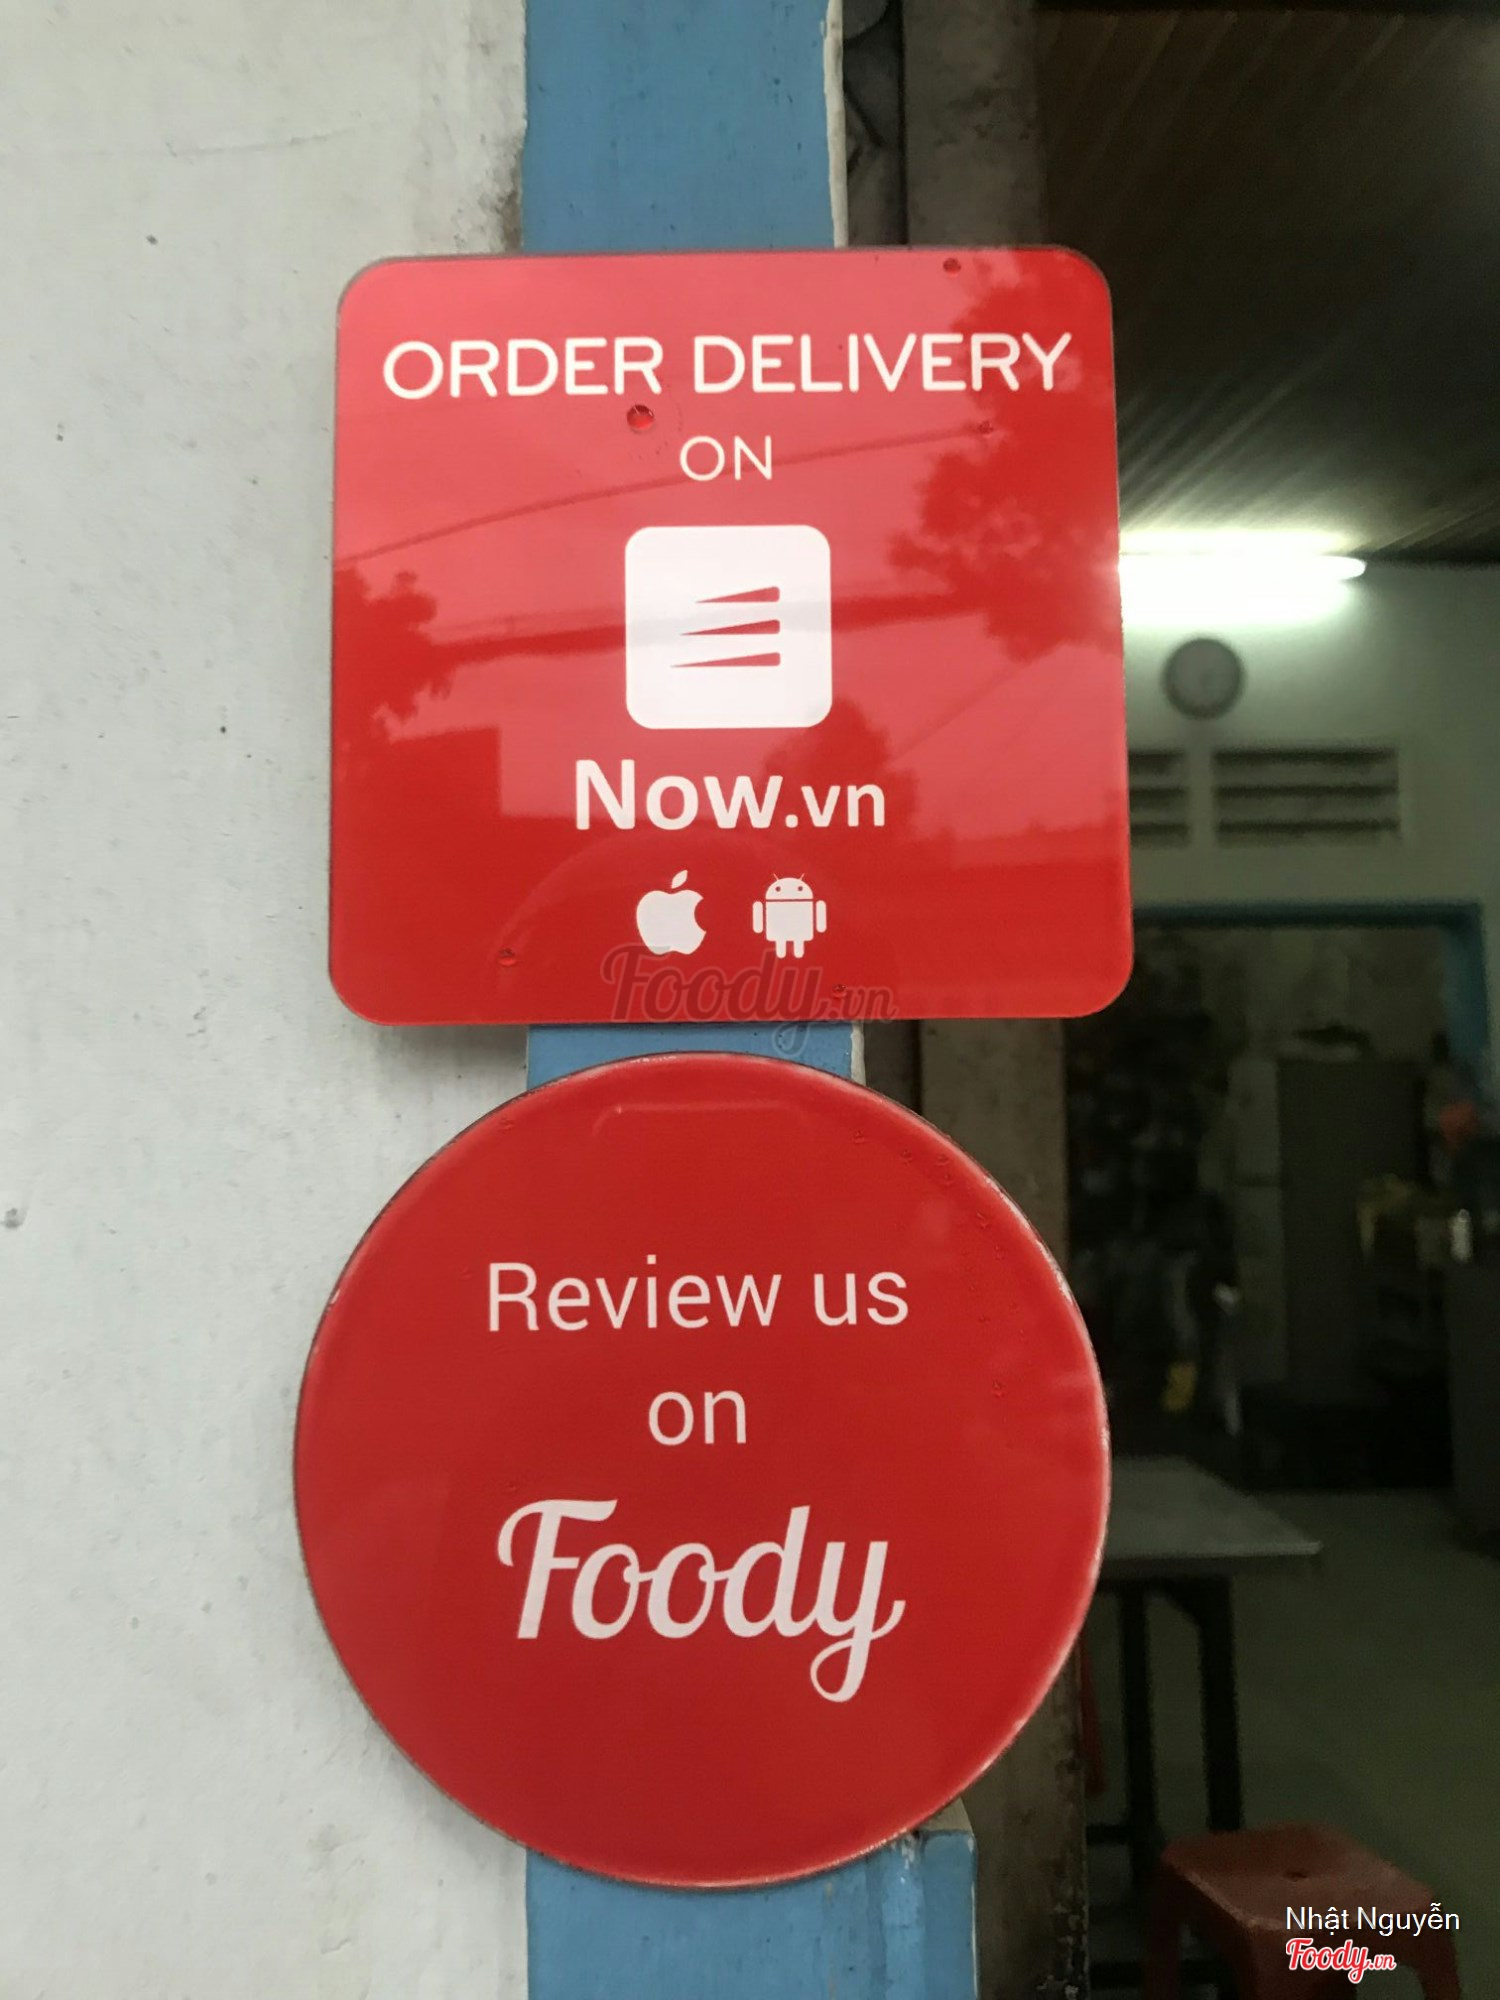 ORDER DELIVERY
ON
Now.vn
Foody.vn
Review us
on
Foody
Nhật Nguyễn
Foody.vn